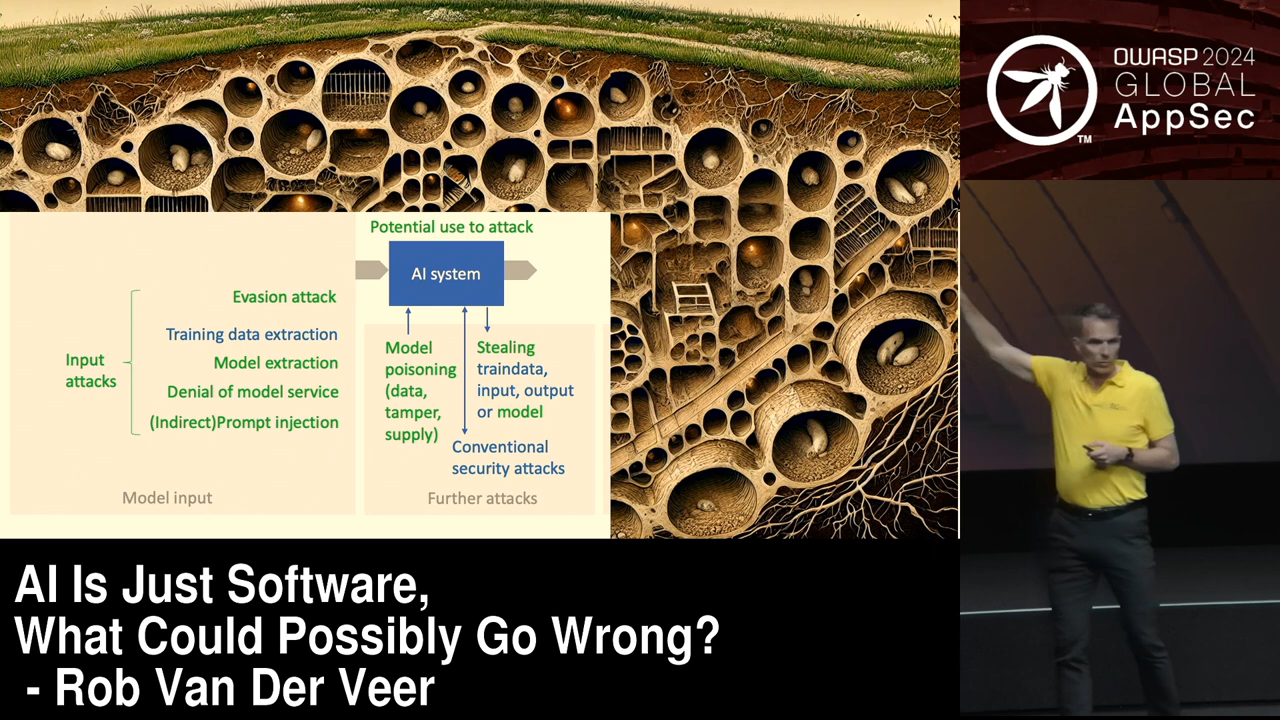 OWASP 2024
GLOBAL
AppSec
TM
Potential use to attack
AI system
Evasion attack
Training data extraction
Model extraction
Denial of model service
(Indirect)Prompt injection
Input
attacks
Model input
Model
poisoning
(data,
tamper,
supply)
Stealing
traindata,
input, output
or model
Conventional
security attacks
Further attacks
AI Is Just Software,
What Could Possibly Go Wrong?
- Rob Van Der Veer